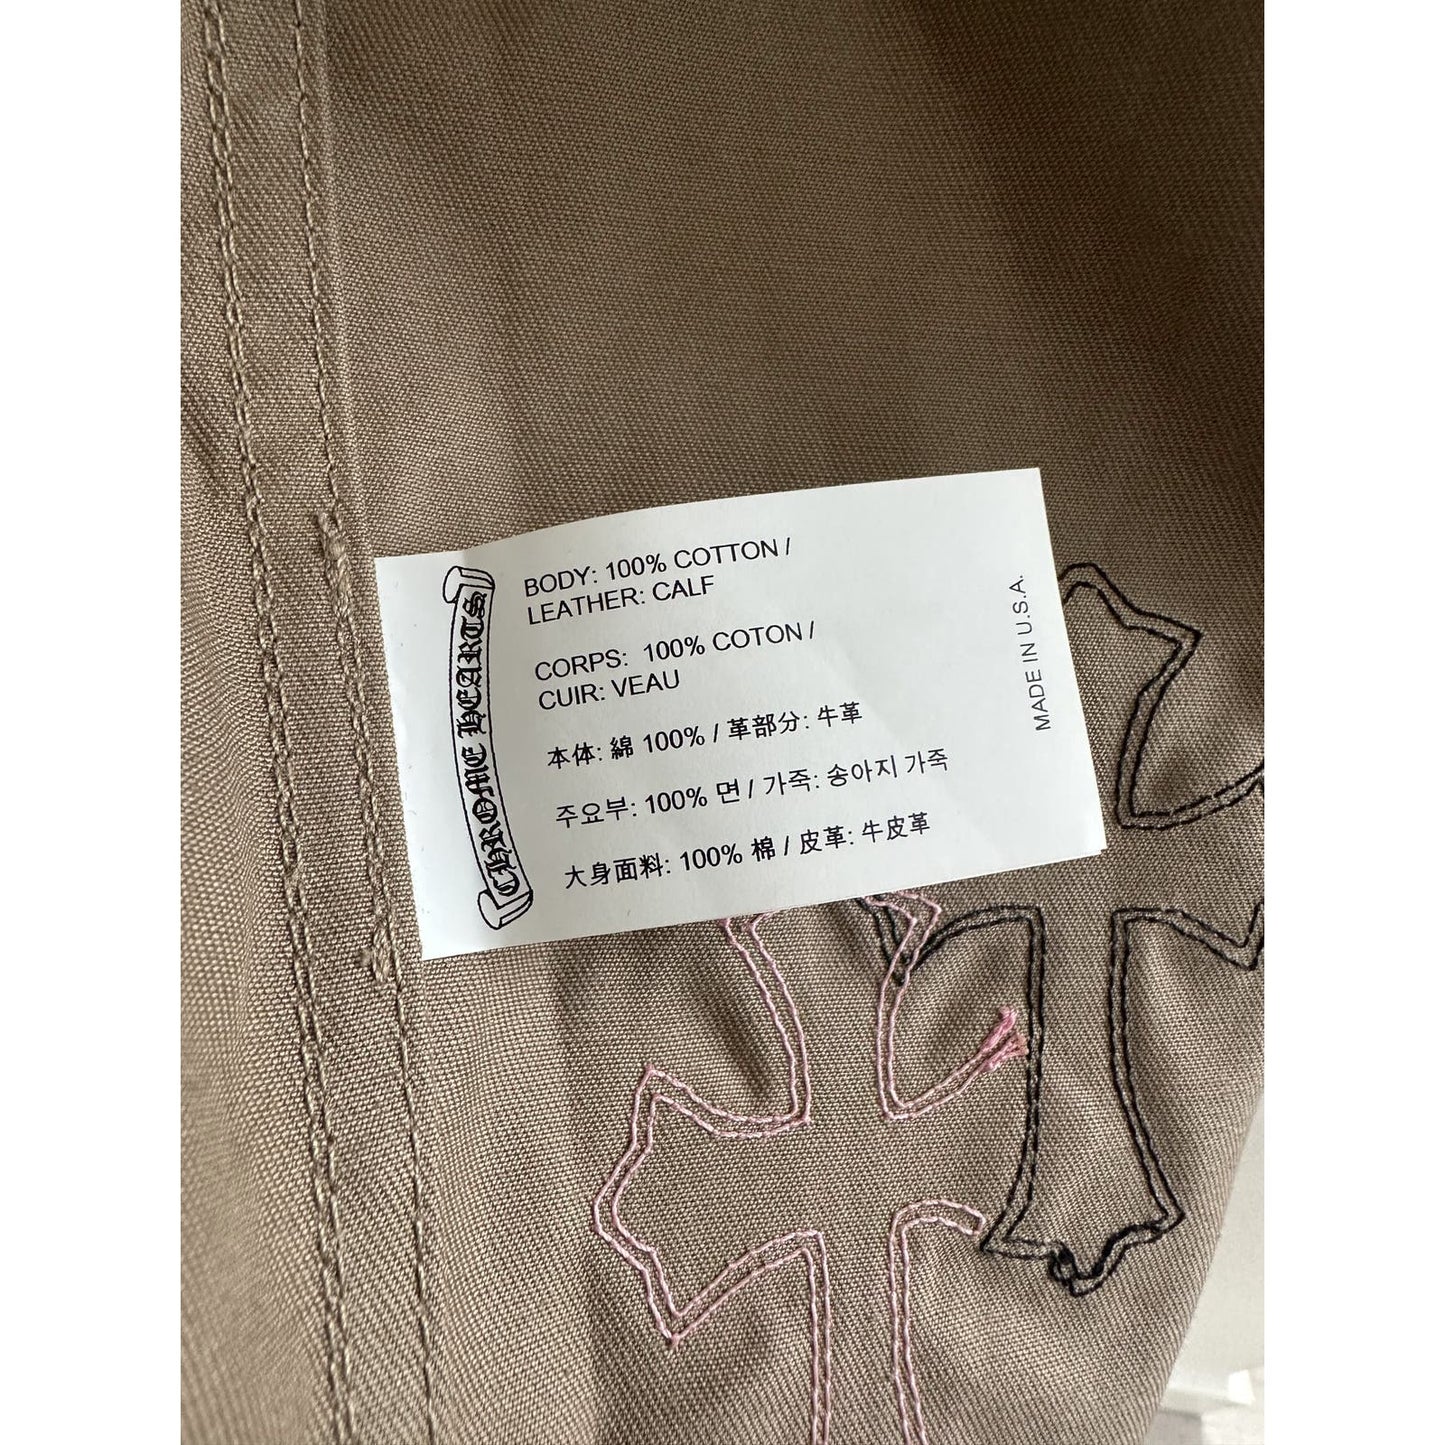 CHROME HEARTS
BODY: 100% COTTON /
LEATHER: CALF
CORPS: 100% COTON /
CUIR: VEAU
本体: 綿 100% / 革部分: 牛革
주요부: 100% 면 / 가죽: 송아지 가죽
大身面料: 100% 棉 / 皮革: 牛皮革
MADE IN U.S.A.